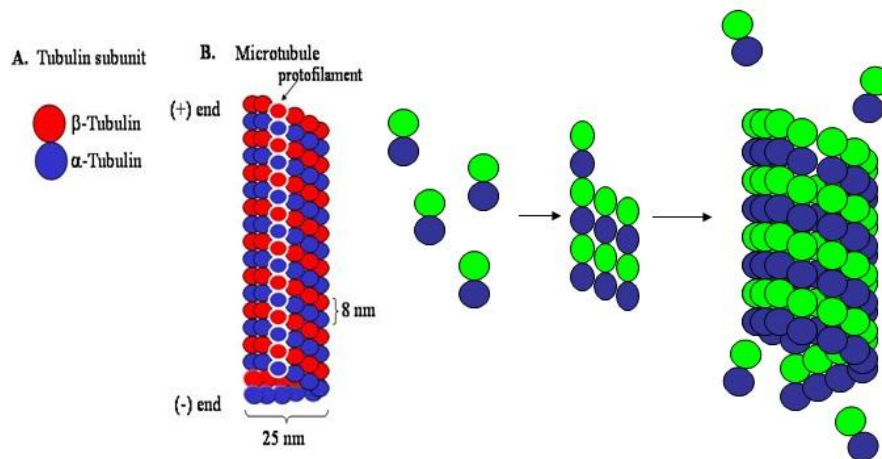 A. Tubulin subunit
β-Tubulin
α-Tubulin
B. Microtubule
protofilament
(+) end
8 nm
(-) end
25 nm